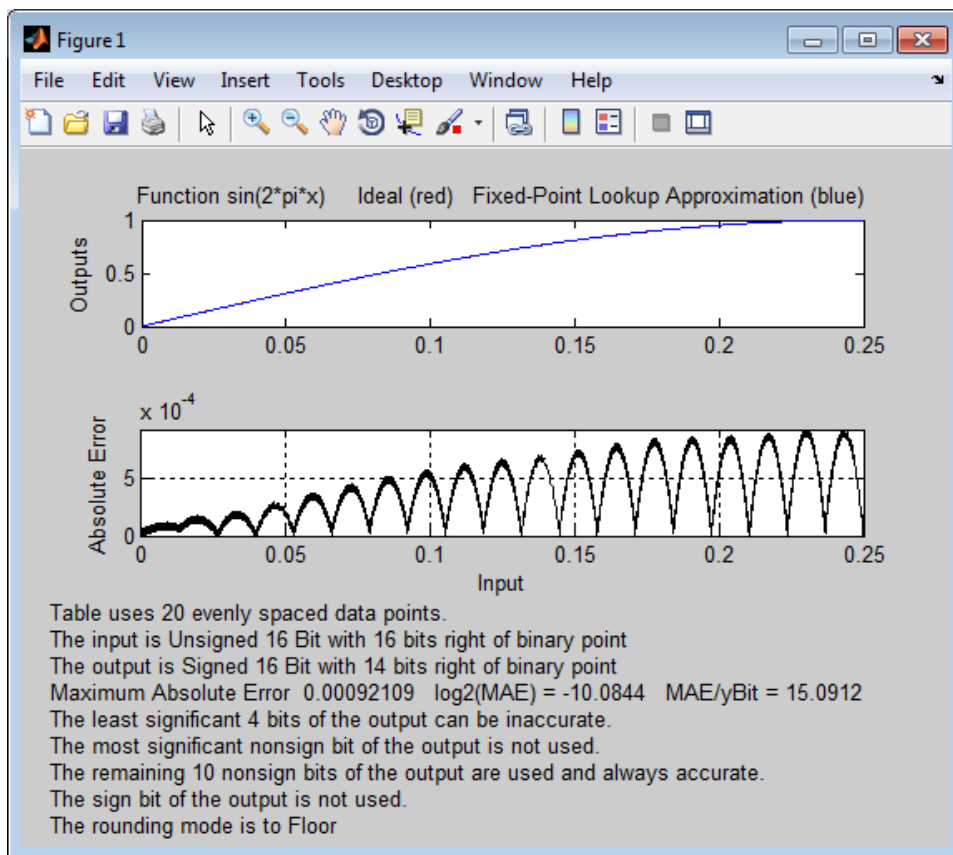 Figure 1
File Edit View Insert Tools Desktop Window Help
Function sin(2*pi*x) Ideal (red) Fixed-Point Lookup Approximation (blue)
1
0.5
0
Outputs
0 0.05 0.1 0.15 0.2 0.25
x 10^-4
5
0
Absolute Error
0 0.05 0.1 0.15 0.2 0.25
Input
Table uses 20 evenly spaced data points.
The input is Unsigned 16 Bit with 16 bits right of binary point
The output is Signed 16 Bit with 14 bits right of binary point
Maximum Absolute Error 0.00092109 log2(MAE) = -10.0844 MAE/yBit = 15.0912
The least significant 4 bits of the output can be inaccurate.
The most significant nonsign bit of the output is not used.
The remaining 10 nonsign bits of the output are used and always accurate.
The sign bit of the output is not used.
The rounding mode is to Floor